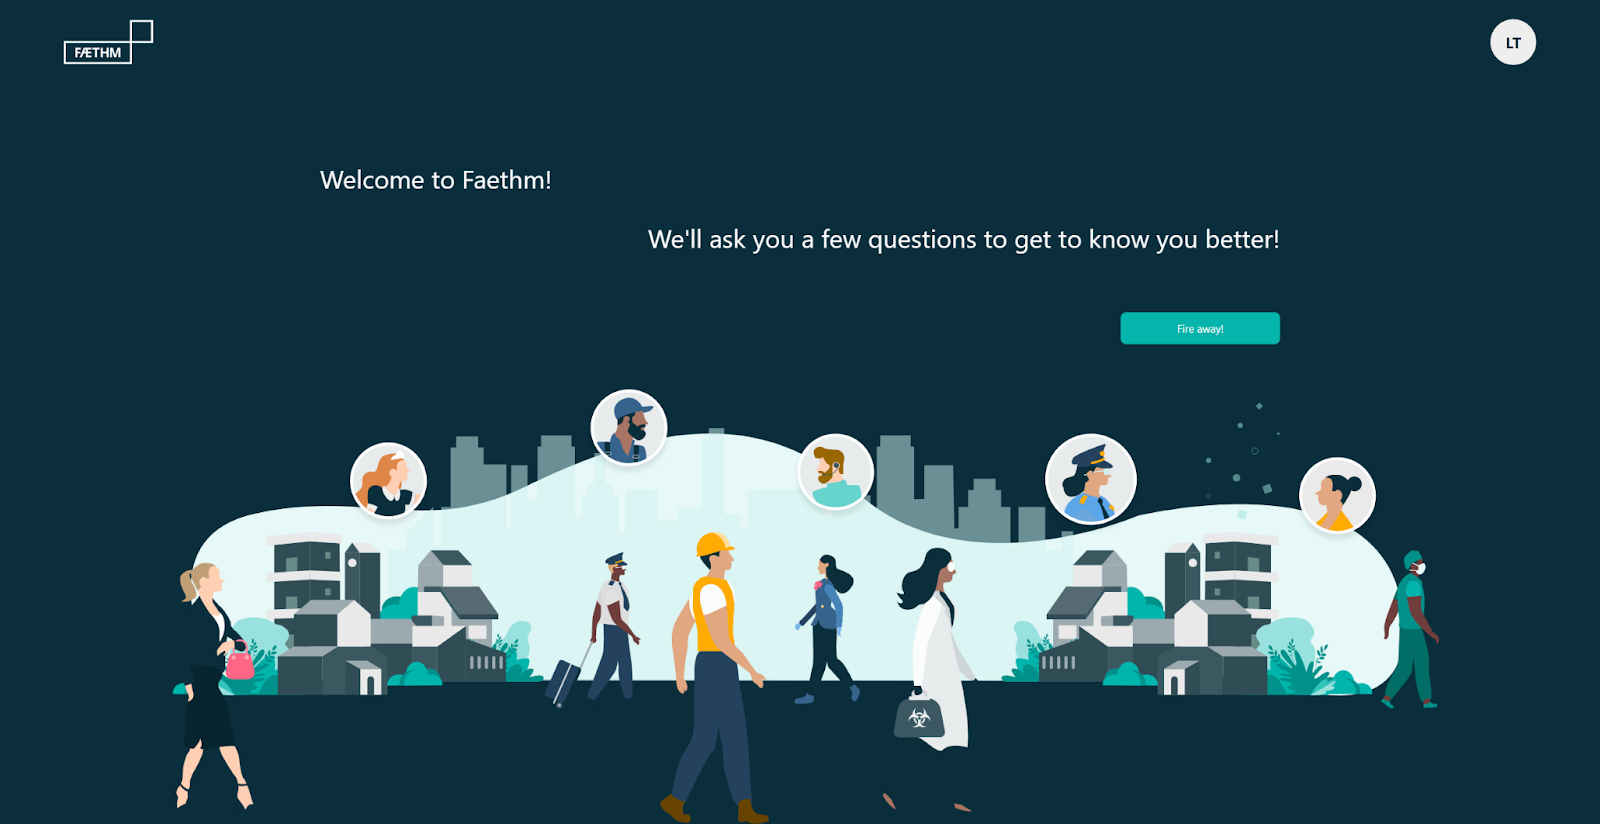 FÆTHM
LT
Welcome to Faethm!
We'll ask you a few questions to get to know you better!
Fire away!